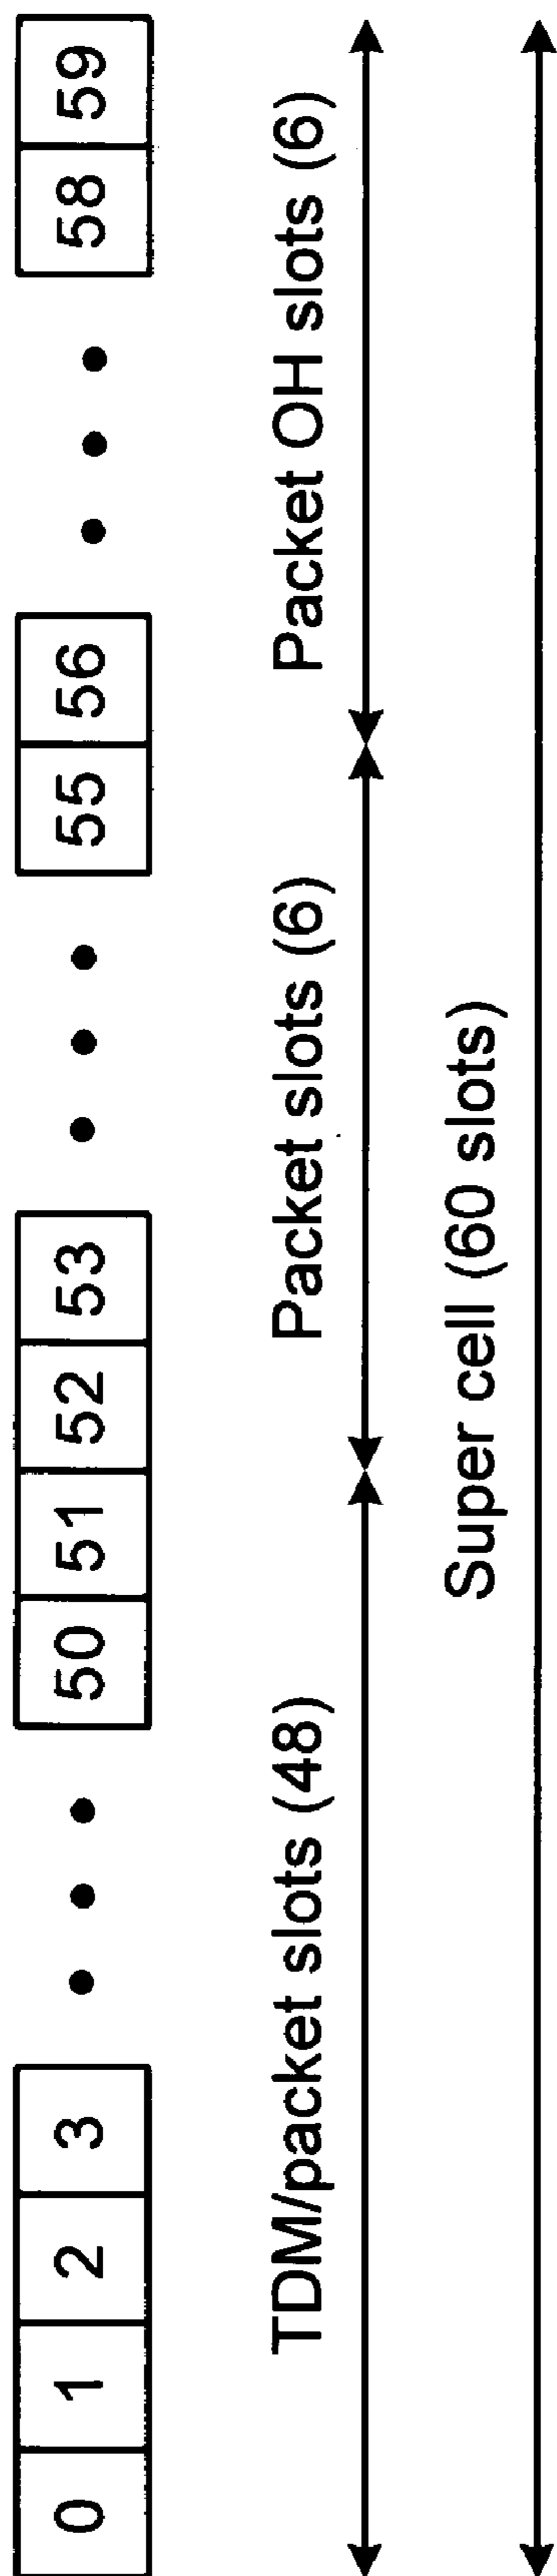 0 1 2 3 • • • 50 51 52 53 • • • 55 56 • • • 58 59
TDM/packet slots (48) Packet slots (6) Packet OH slots (6)
Super cell (60 slots)